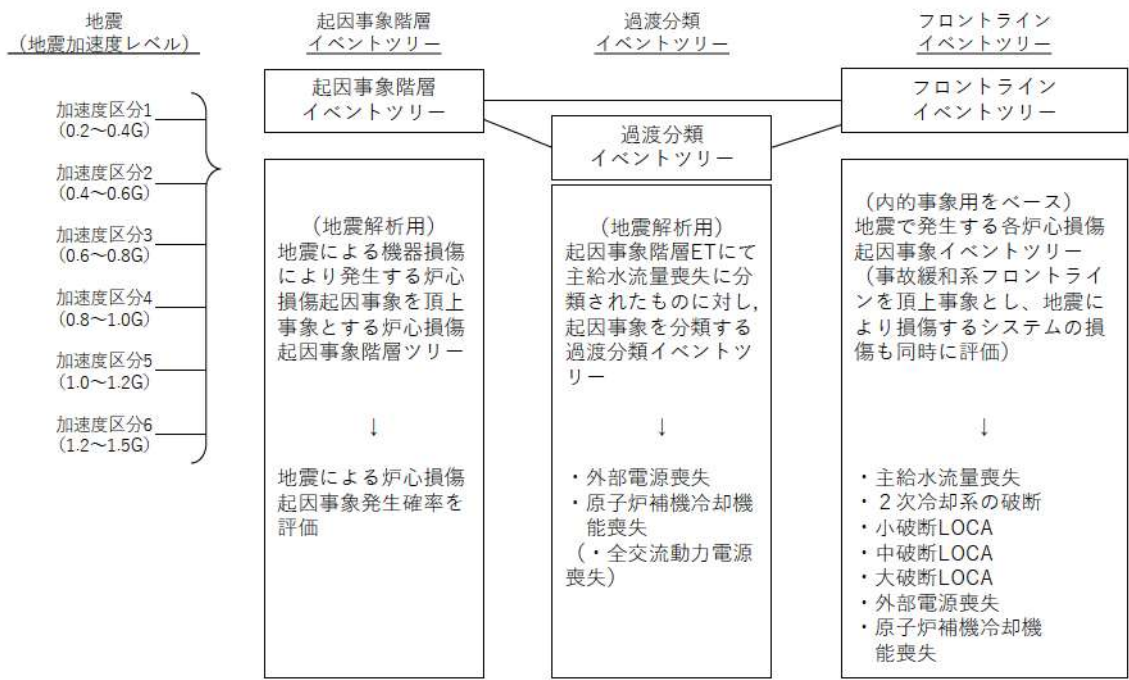 地震
(地震加速度レベル)
起因事象階層
イベントツリー
過渡分類
イベントツリー
フロントライン
イベントツリー
加速度区分1
(0.2～0.4G)
加速度区分2
(0.4～0.6G)
加速度区分3
(0.6～0.8G)
加速度区分4
(0.8～1.0G)
加速度区分5
(1.0～1.2G)
加速度区分6
(1.2～1.5G)
起因事象階層
イベントツリー
(地震解析用)
地震による機器損傷
により発生する炉心
損傷起因事象を頂上
事象とする炉心損傷
起因事象階層ツリー
↓
地震による炉心損傷
起因事象発生確率を
評価
過渡分類
イベントツリー
(地震解析用)
起因事象階層ETにて
主給水流量喪失に分
類されたものに対し,
起因事象を分類する
過渡分類イベントツ
リー
↓
・外部電源喪失
・原子炉補機冷却機
能喪失
(・全交流動力電源
喪失)
フロントライン
イベントツリー
(内的事象用をベース)
地震で発生する各炉心損傷
起因事象イベントツリー
(事故緩和系フロントライ
ンを頂上事象とし、地震に
より損傷するシステムの損
傷も同時に評価)
↓
・主給水流量喪失
・２次冷却系の破断
・小破断LOCA
・中破断LOCA
・大破断LOCA
・外部電源喪失
・原子炉補機冷却機
能喪失